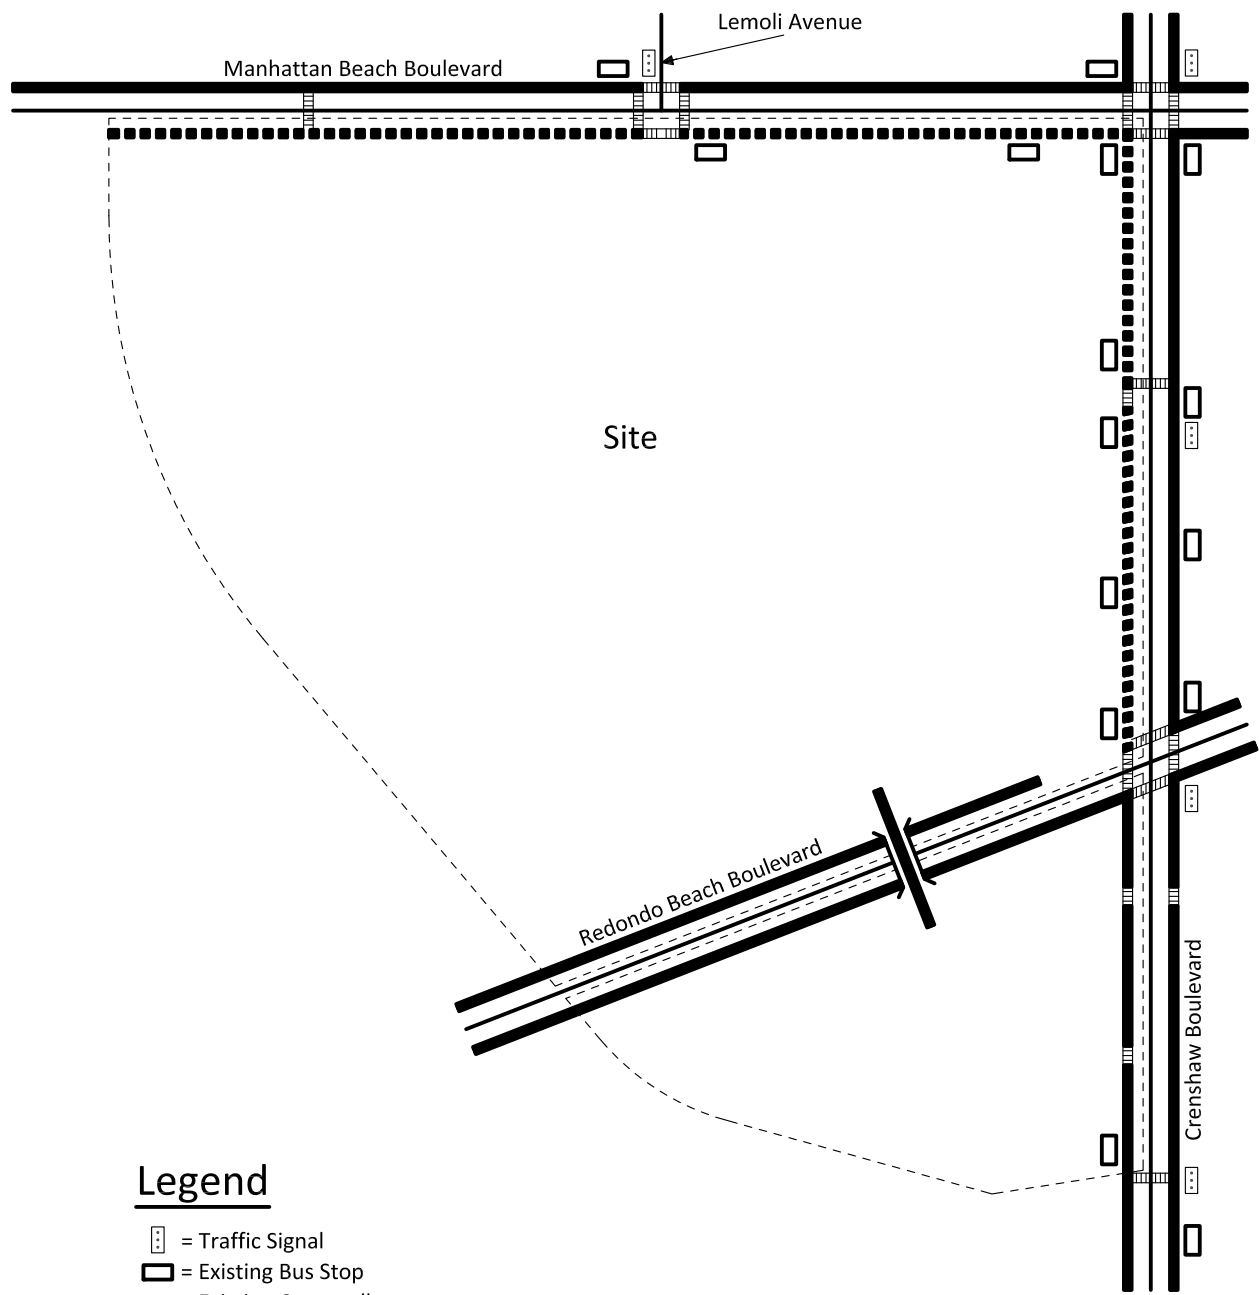 Lemoli Avenue
Manhattan Beach Boulevard
Site
Redondo Beach Boulevard
Crenshaw Boulevard
Legend
= Traffic Signal
= Existing Bus Stop